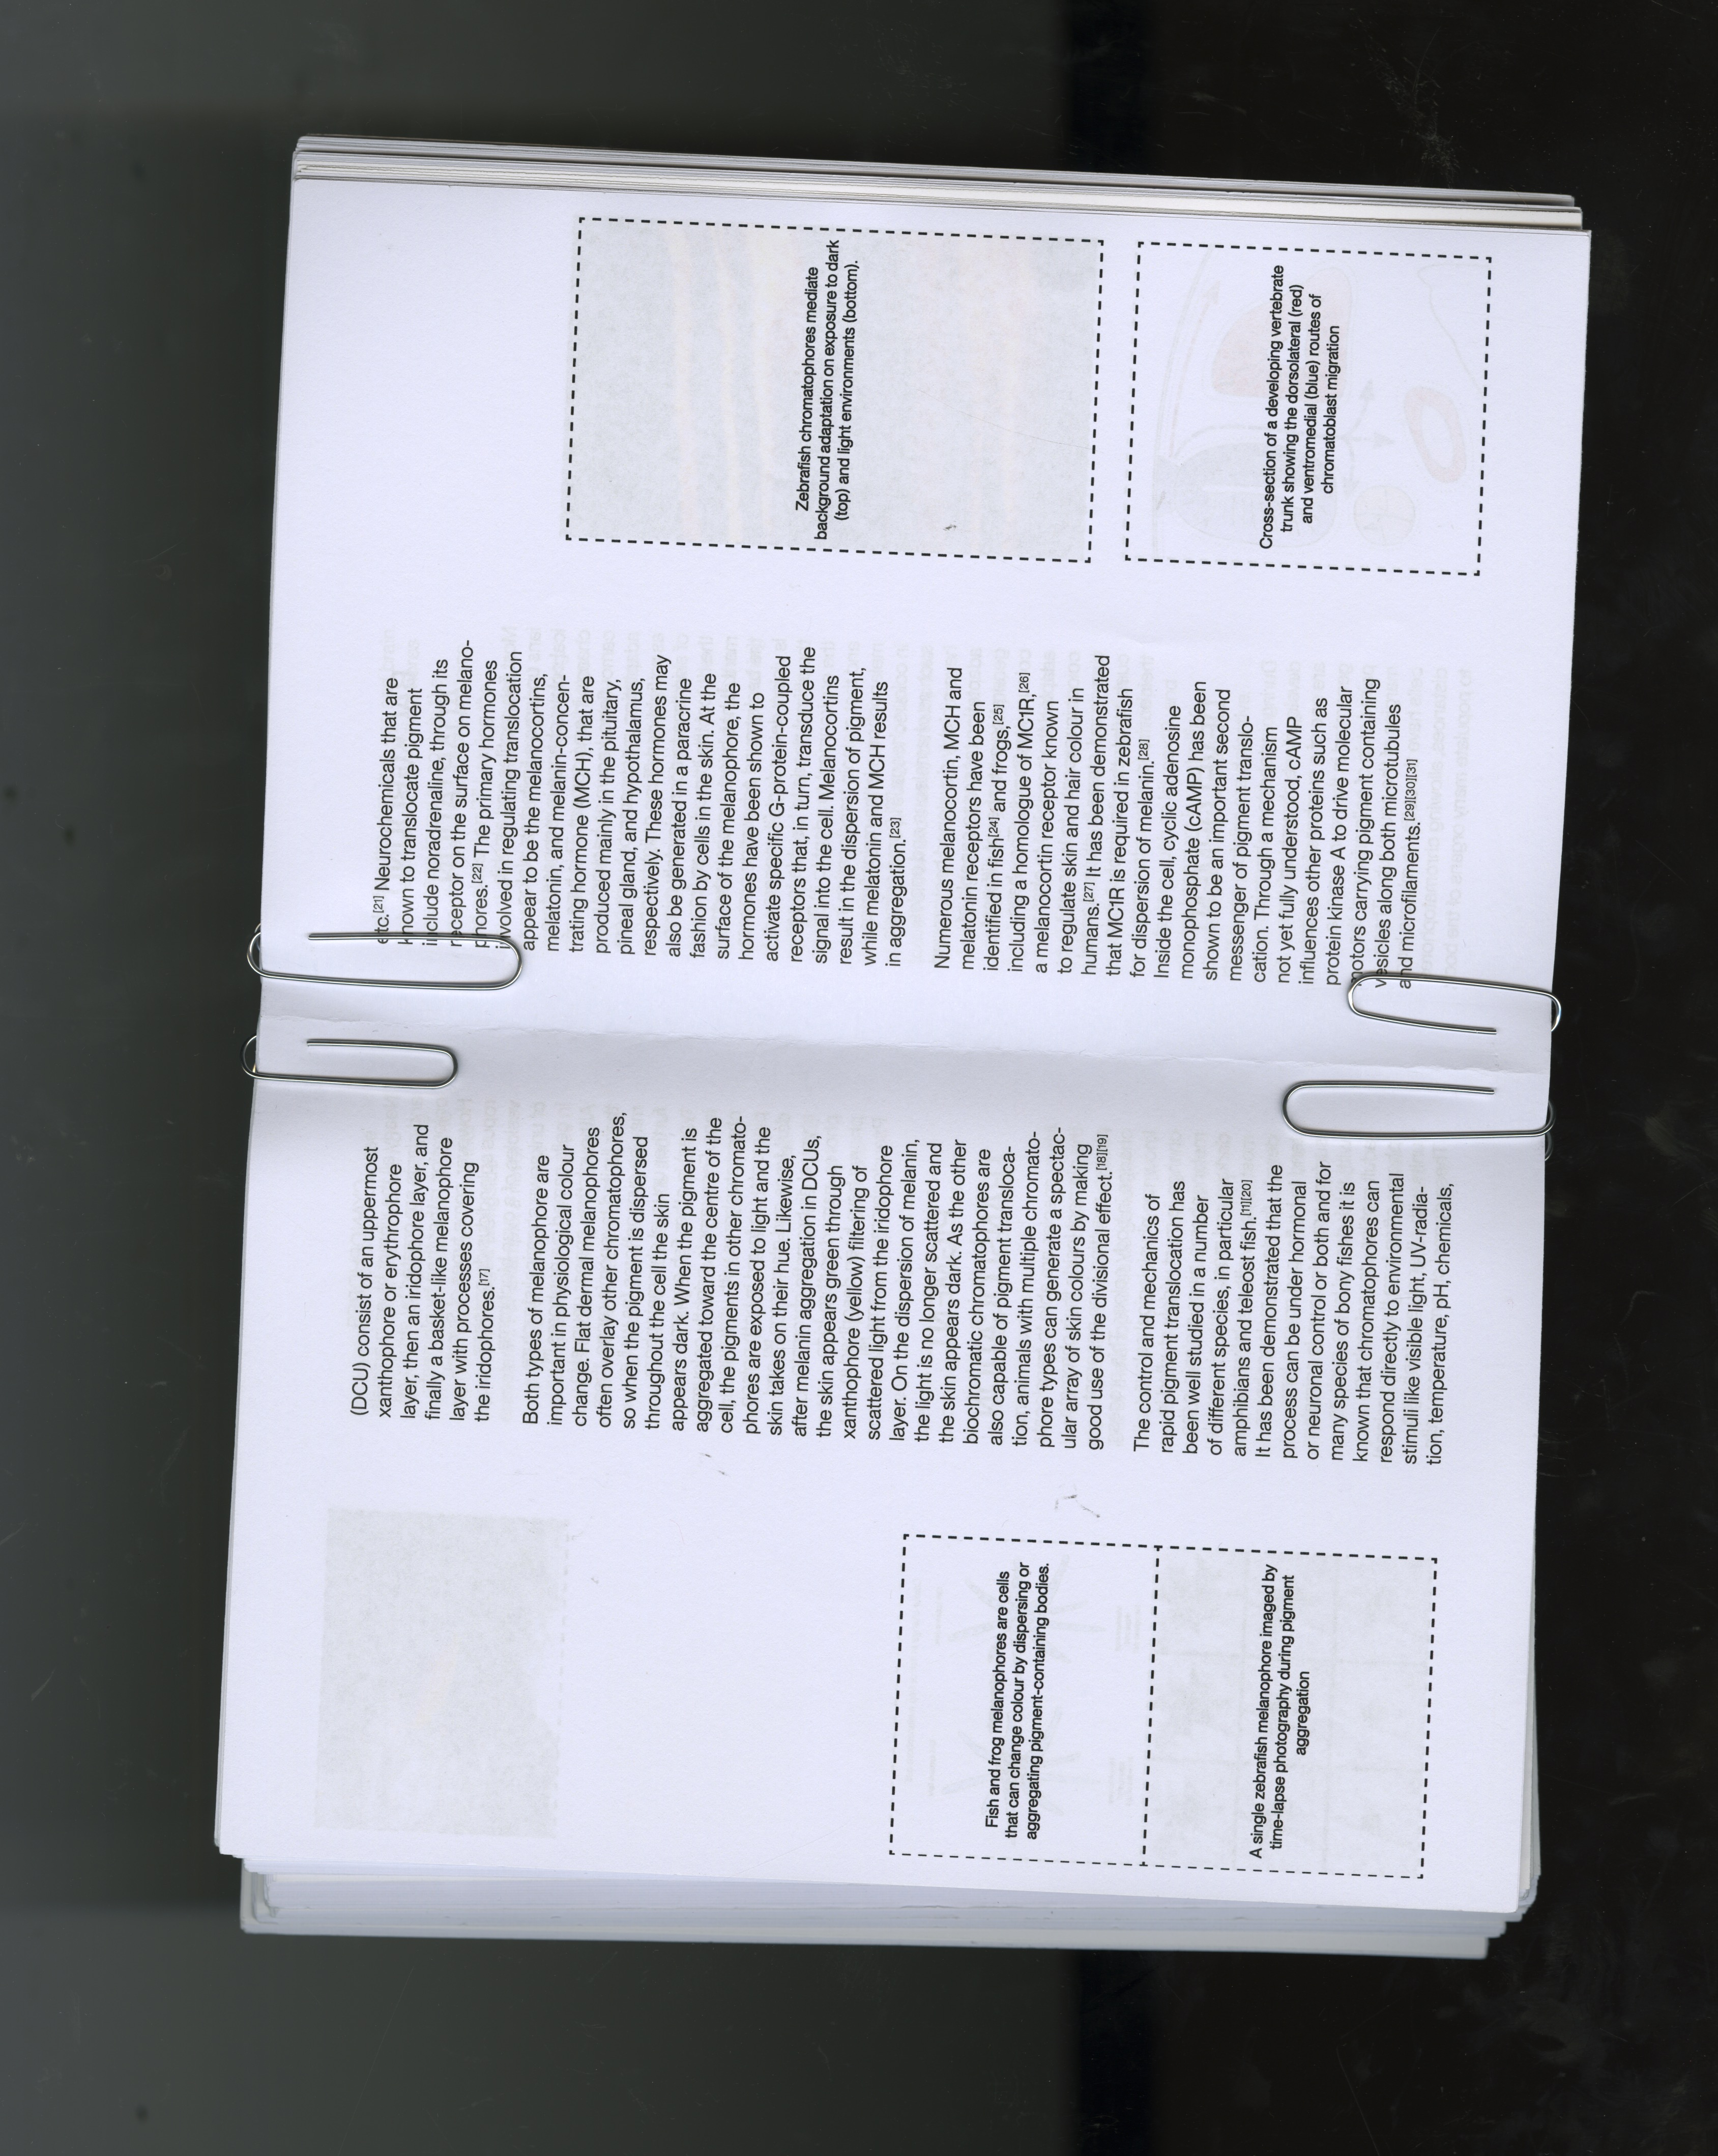 (DCU) consist of an uppermost
xanthophore or erythrophore
layer, then an iridophore layer, and
finally a basket-like melanophore
layer with processes covering
the iridophores.[17]
Both types of melanophore are
important in physiological colour
change. Flat dermal melanophores
often overlay other chromatophores,
so when the pigment is dispersed
throughout the cell the skin
appears dark. When the pigment is
aggregated toward the centre of the
cell, the pigments in other chromato-
phores are exposed to light and the
skin takes on their hue. Likewise,
after melanin aggregation in DCUs,
the skin appears green through
xanthophore (yellow) filtering of
scattered light from the iridophore
layer. On the dispersion of melanin,
the light is no longer scattered and
the skin appears dark. As the other
biochromatic chromatophores are
also capable of pigment transloca-
tion, animals with multiple chromato-
phore types can generate a spectac-
ular array of skin colours by making
good use of the divisional effect.[18][19]
The control and mechanics of
rapid pigment translocation has
been well studied in a number
of different species, in particular
amphibians and teleost fish.[11][20]
It has been demonstrated that the
process can be under hormonal
or neuronal control or both and for
many species of bony fishes it is
known that chromatophores can
respond directly to environmental
stimuli like visible light, UV-radia-
tion, temperature, pH, chemicals,
Fish and frog melanophores are cells
that can change colour by dispersing or
aggregating pigment-containing bodies.
A single zebrafish melanophore imaged by
time-lapse photography during pigment
aggregation
etc.[21] Neurochemicals that are
known to translocate pigment
include noradrenaline, through its
receptor on the surface on melano-
phores.[22] The primary hormones
involved in regulating translocation
appear to be the melanocortins,
melatonin, and melanin-concen-
trating hormone (MCH), that are
produced mainly in the pituitary,
pineal gland, and hypothalamus,
respectively. These hormones may
also be generated in a paracrine
fashion by cells in the skin. At the
surface of the melanophore, the
hormones have been shown to
activate specific G-protein-coupled
receptors that, in turn, transduce the
signal into the cell. Melanocortins
result in the dispersion of pigment,
while melatonin and MCH results
in aggregation.[23]
Numerous melanocortin, MCH and
melatonin receptors have been
identified in fish[24] and frogs,[25]
including a homologue of MC1R,[26]
a melanocortin receptor known
to regulate skin and hair colour in
humans.[27] It has been demonstrated
that MC1R is required in zebrafish
for dispersion of melanin.[28]
Inside the cell, cyclic adenosine
monophosphate (cAMP) has been
shown to be an important second
messenger of pigment translo-
cation. Through a mechanism
not yet fully understood, cAMP
influences other proteins such as
protein kinase A to drive molecular
motors carrying pigment containing
vesicles along both microtubules
and microfilaments.[29][30][31]
Zebrafish chromatophores mediate
background adaptation on exposure to dark
(top) and light environments (bottom).
Cross-section of a developing vertebrate
trunk showing the dorsolateral (red)
and ventromedial (blue) routes of
chromatoblast migration